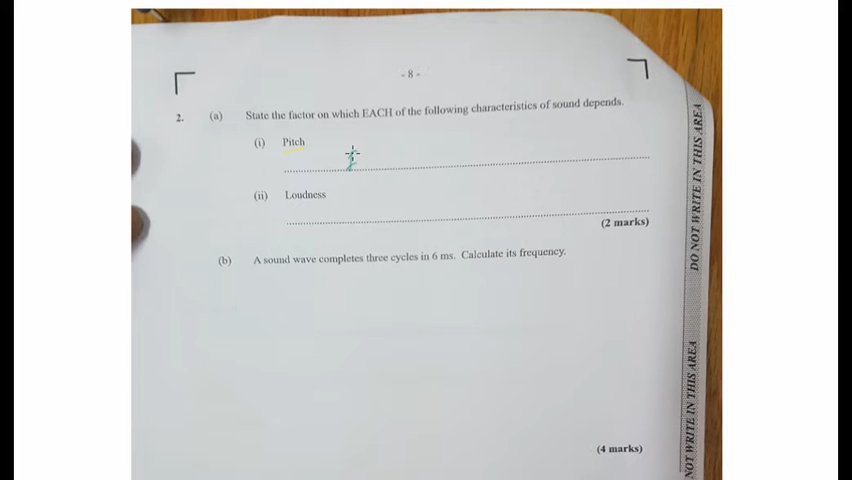 - 8 -
2. (a) State the factor on which EACH of the following characteristics of sound depends.
(i) Pitch
(ii) Loudness
(2 marks)
(b) A sound wave completes three cycles in 6 ms. Calculate its frequency.
(4 marks)
DO NOT WRITE IN THIS AREA
NOT WRITE IN THIS AREA